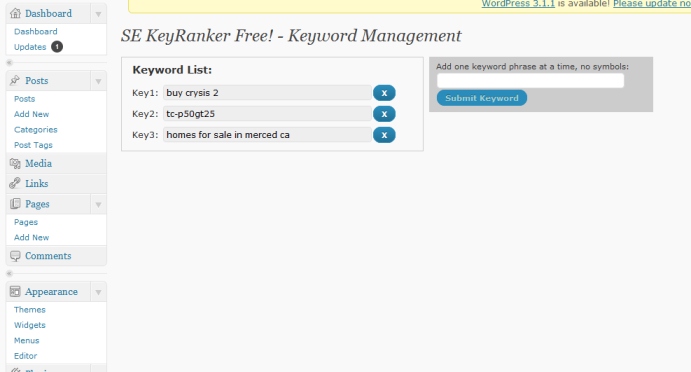 WordPress 3.1.1 is available! Please update no
Dashboard
Dashboard
Updates 1
Posts
Posts
Add New
Categories
Post Tags
Media
Links
Pages
Pages
Add New
Comments
Appearance
Themes
Widgets
Menus
Editor
SE KeyRanker Free! - Keyword Management
Keyword List:
Key1: buy crysis 2 x
Key2: tc-p50gt25 x
Key3: homes for sale in merced ca x
Add one keyword phrase at a time, no symbols:
Submit Keyword